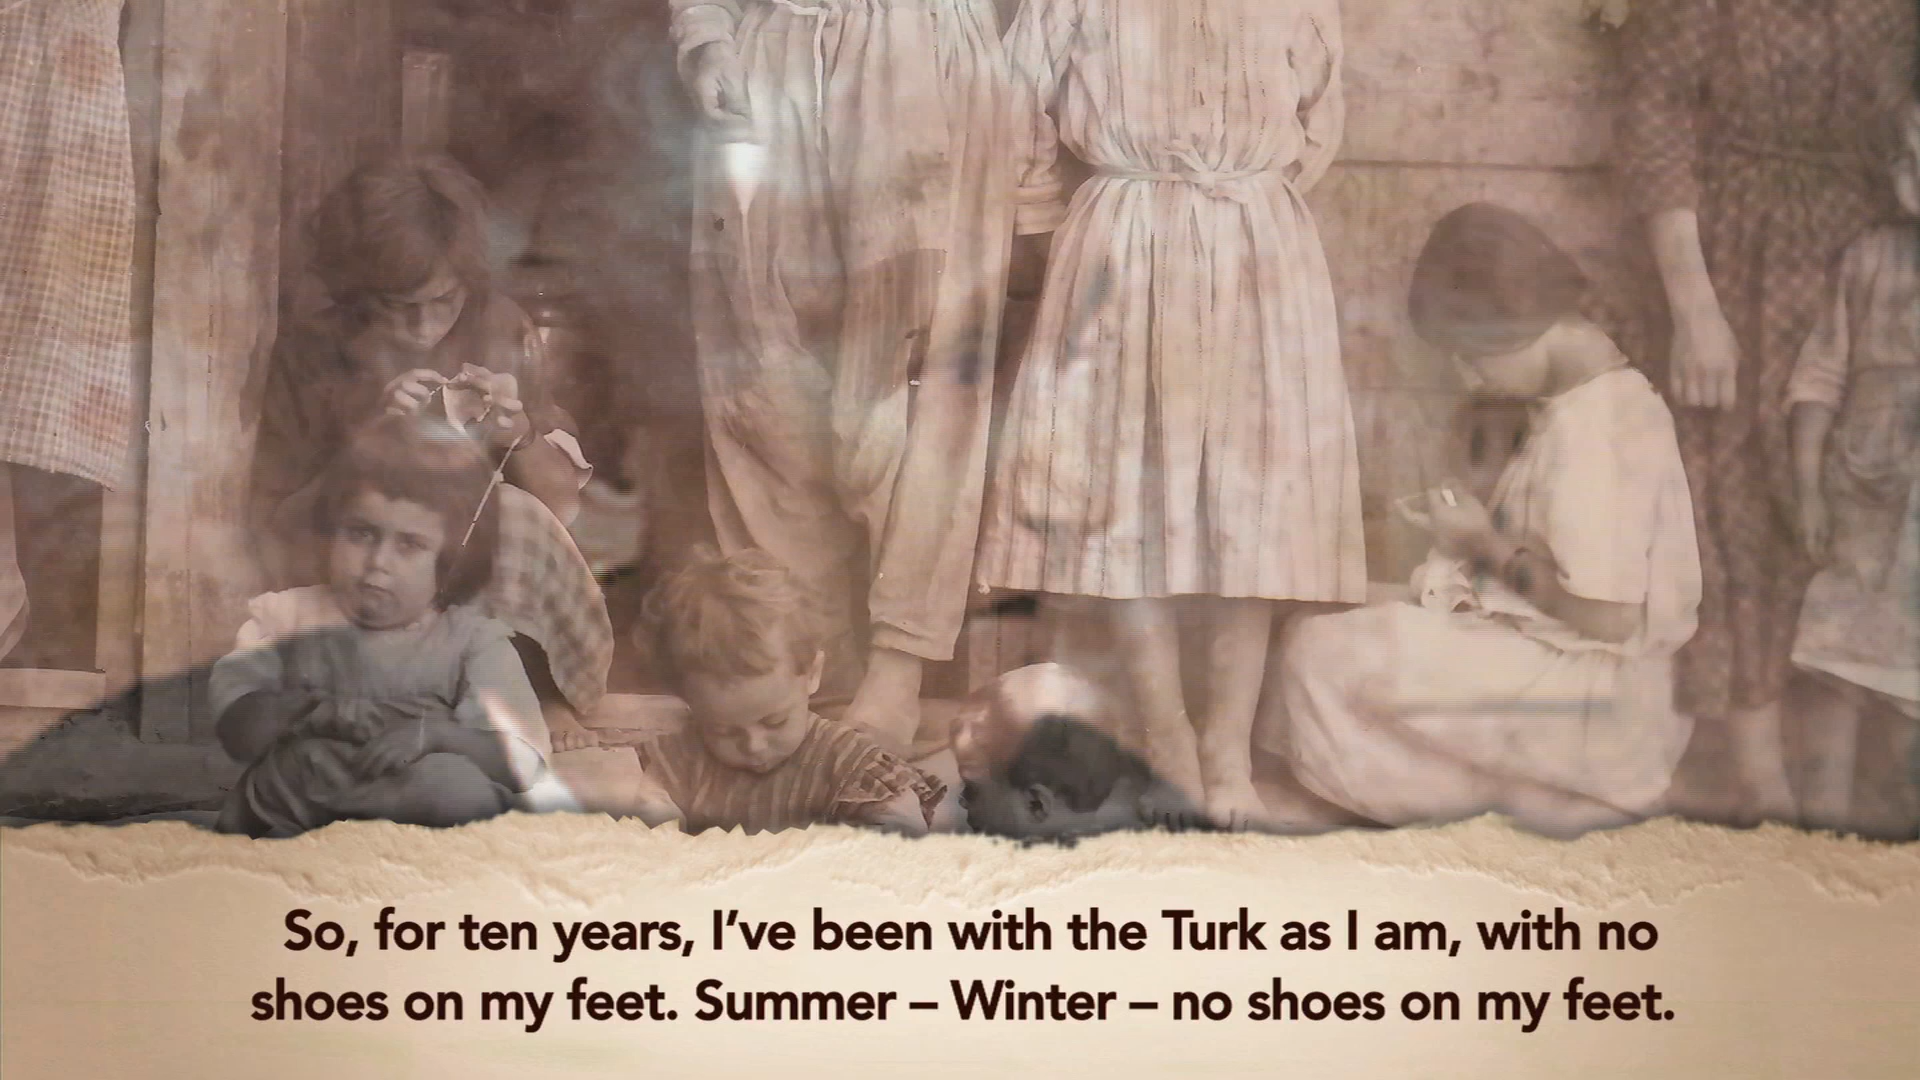 So, for ten years, I’ve been with the Turk as I am, with no
shoes on my feet. Summer – Winter – no shoes on my feet.